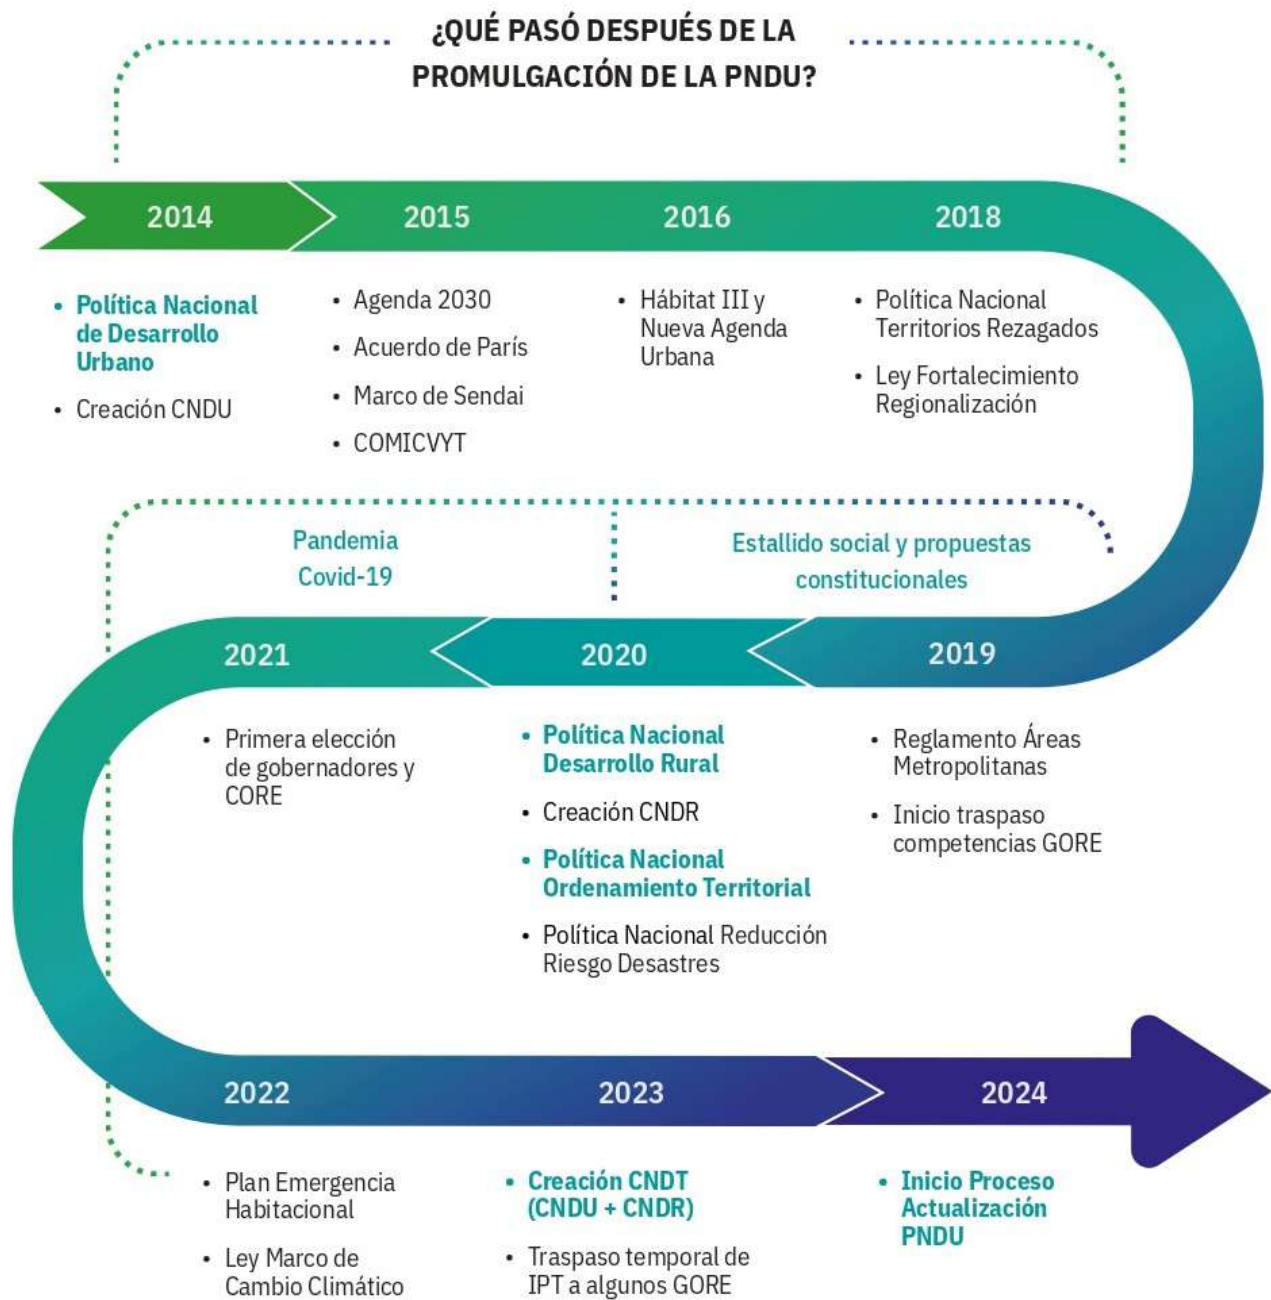 ¿QUÉ PASÓ DESPUÉS DE LA
PROMULGACIÓN DE LA PNDU?
2014
2015
2016
2018
• Política Nacional
de Desarrollo
Urbano
• Creación CNDU
• Agenda 2030
• Acuerdo de París
• Marco de Sendai
• COMICVYT
• Hábitat III y
Nueva Agenda
Urbana
• Política Nacional
Territorios Rezagados
• Ley Fortalecimiento
Regionalización
Pandemia
Covid-19
Estallido social y propuestas
constitucionales
2021
2020
2019
• Primera elección
de gobernadores y
CORE
• Política Nacional
Desarrollo Rural
• Creación CNDR
• Política Nacional
Ordenamiento Territorial
• Política Nacional Reducción
Riesgo Desastres
• Reglamento Áreas
Metropolitanas
• Inicio traspaso
competencias GORE
2022
2023
2024
• Plan Emergencia
Habitacional
• Ley Marco de
Cambio Climático
• Creación CNDT
(CNDU + CNDR)
• Traspaso temporal de
IPT a algunos GORE
• Inicio Proceso
Actualización
PNDU